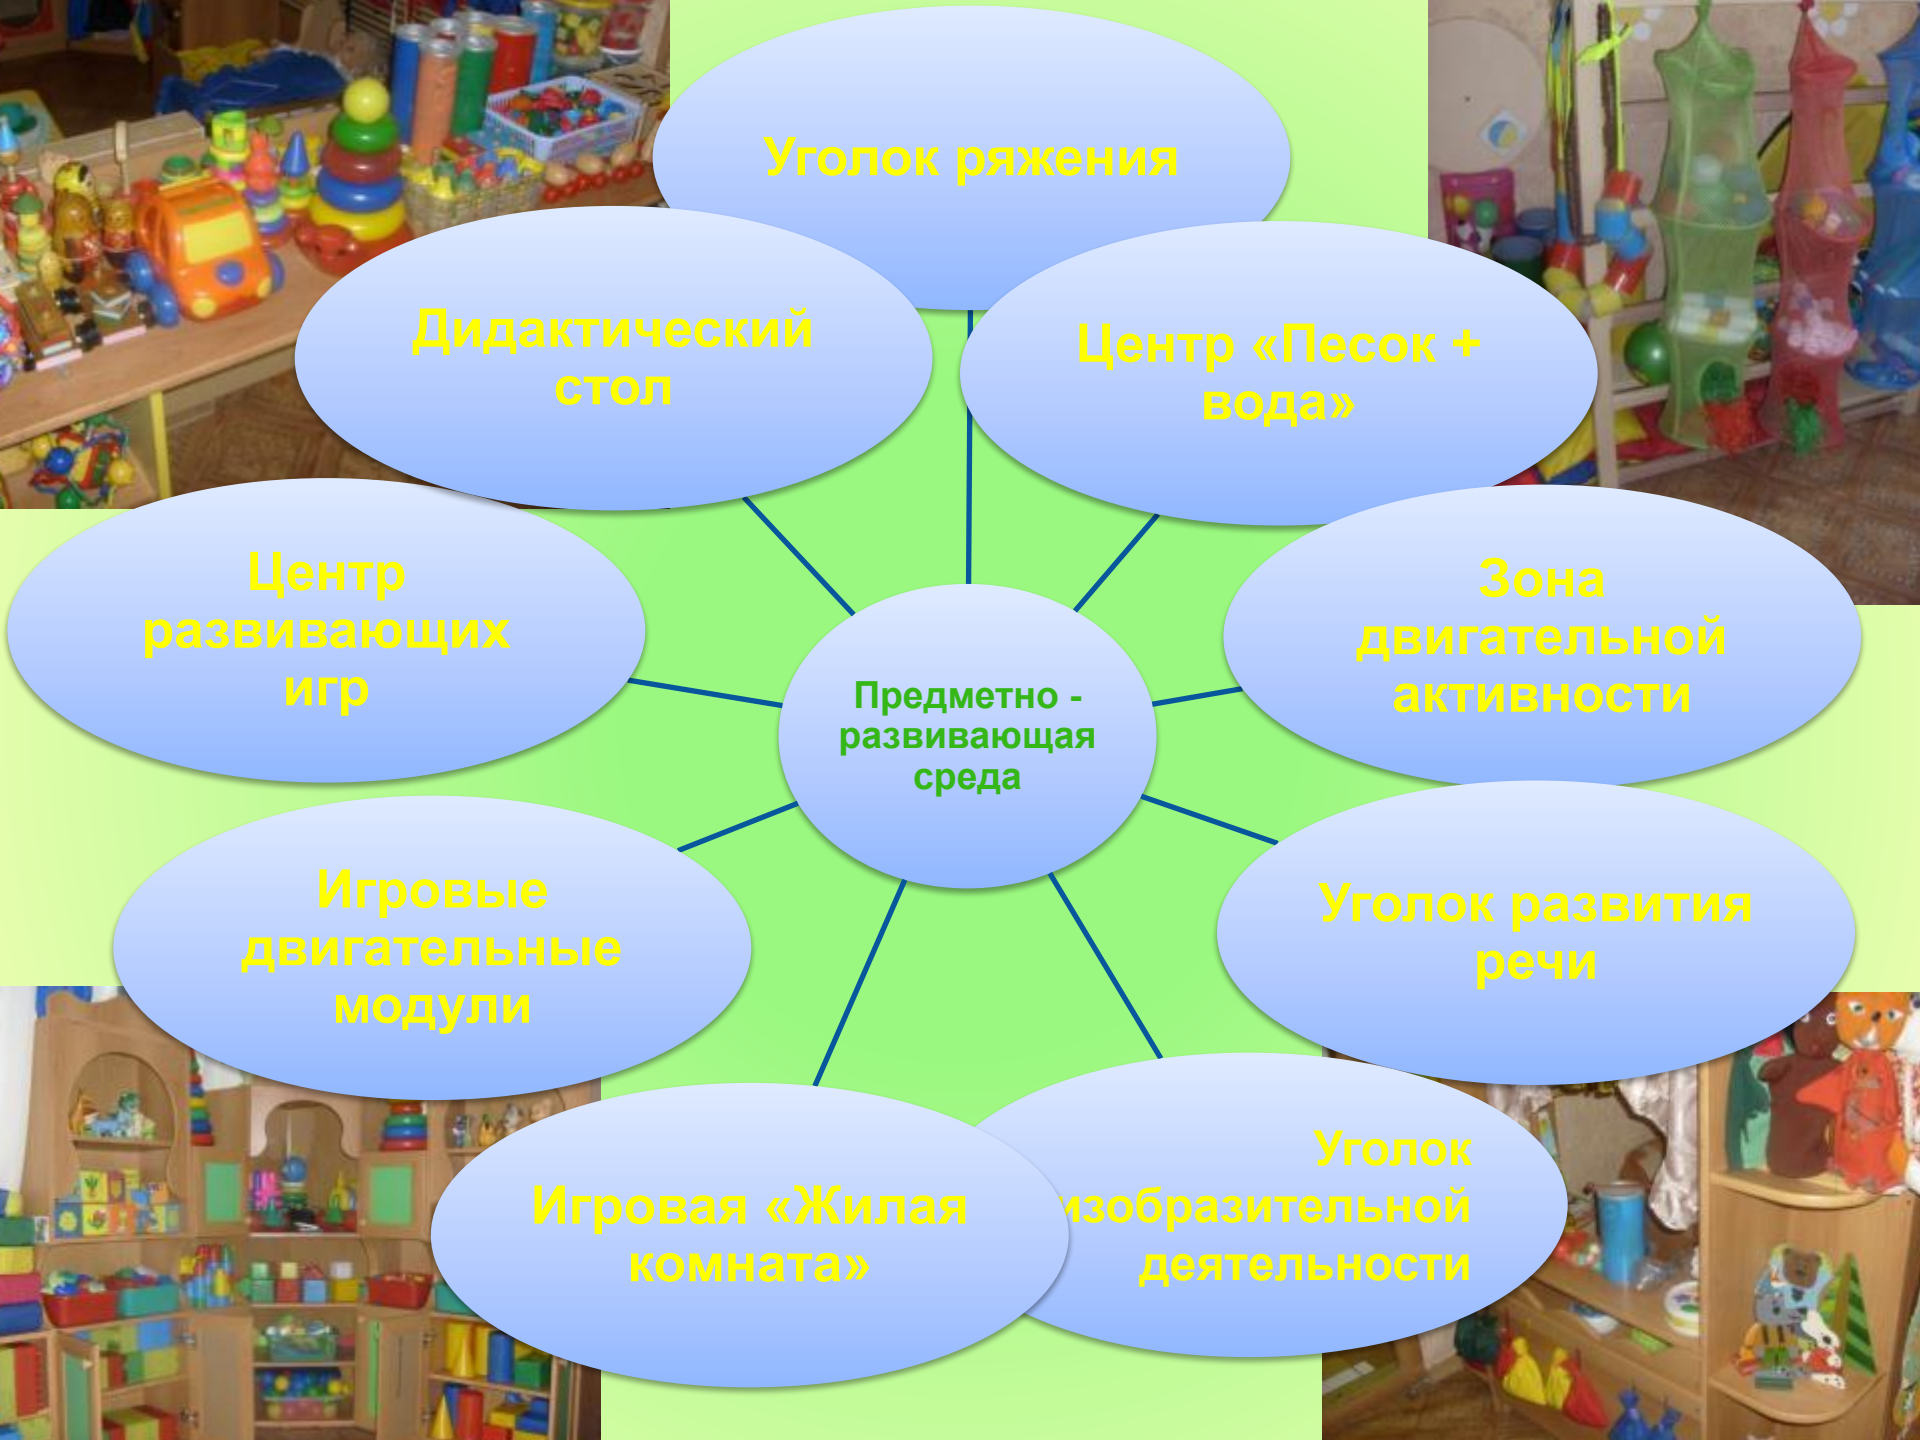 Уголок ряжения
Центр «Песок +
вода»
Зона
двигательной
активности
Уголок развития
речи
Уголок
изобразительной
деятельности
Игровая «Жилая
комната»
Игровые
двигательные
модули
Центр
развивающих
игр
Дидактический
стол
Предметно -
развивающая
среда